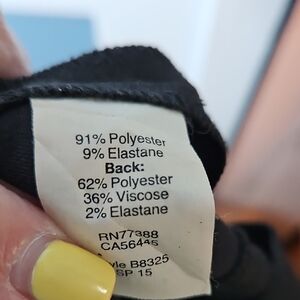 91% Polyester
9% Elastane
Back:
62% Polyester
36% Viscose
2% Elastane
RN77388
CA56445
B8325
SP 15